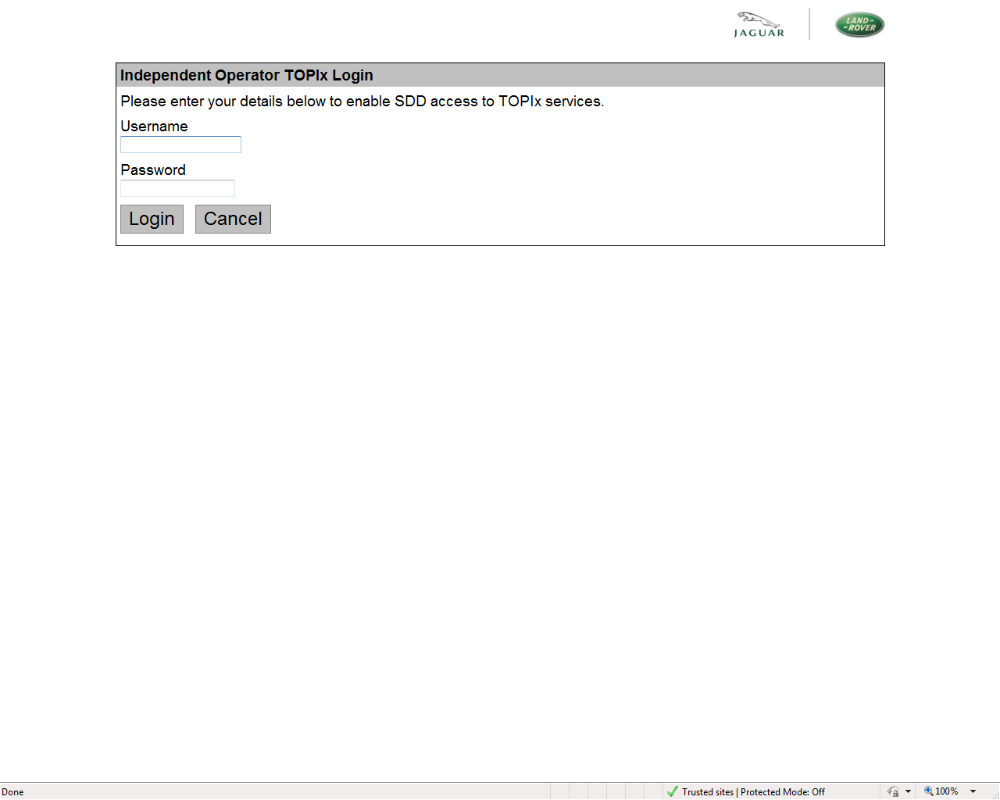 JAGUAR
LAND-
-ROVER
Independent Operator TOPIx Login
Please enter your details below to enable SDD access to TOPIx services.
Username
Password
Login Cancel
Done Trusted sites | Protected Mode: Off 100%